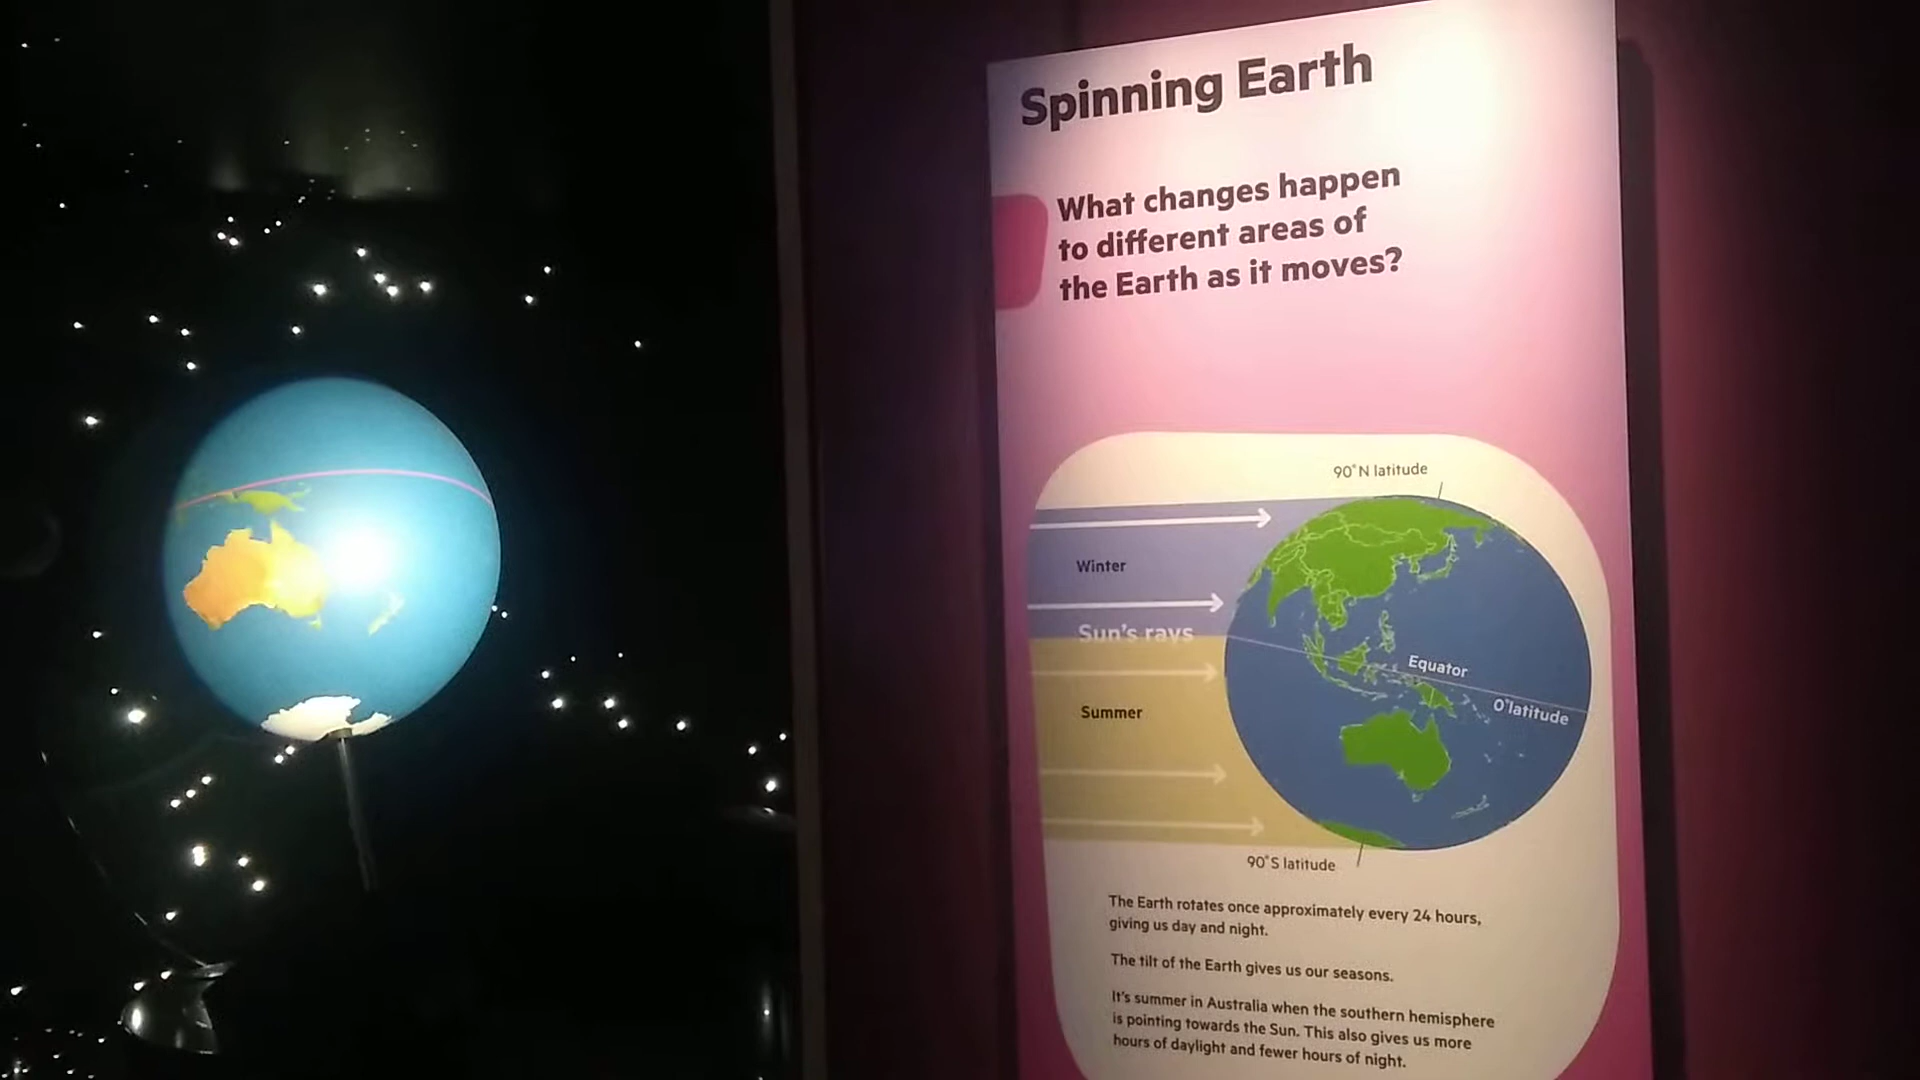 Spinning Earth
What changes happen
to different areas of
the Earth as it moves?
90°N latitude
Winter
Sun's rays
Equator
0°latitude
Summer
90°S latitude
The Earth rotates once approximately every 24 hours,
giving us day and night.
The tilt of the Earth gives us our seasons.
It's summer in Australia when the southern hemisphere
is pointing towards the Sun. This also gives us more
hours of daylight and fewer hours of night.